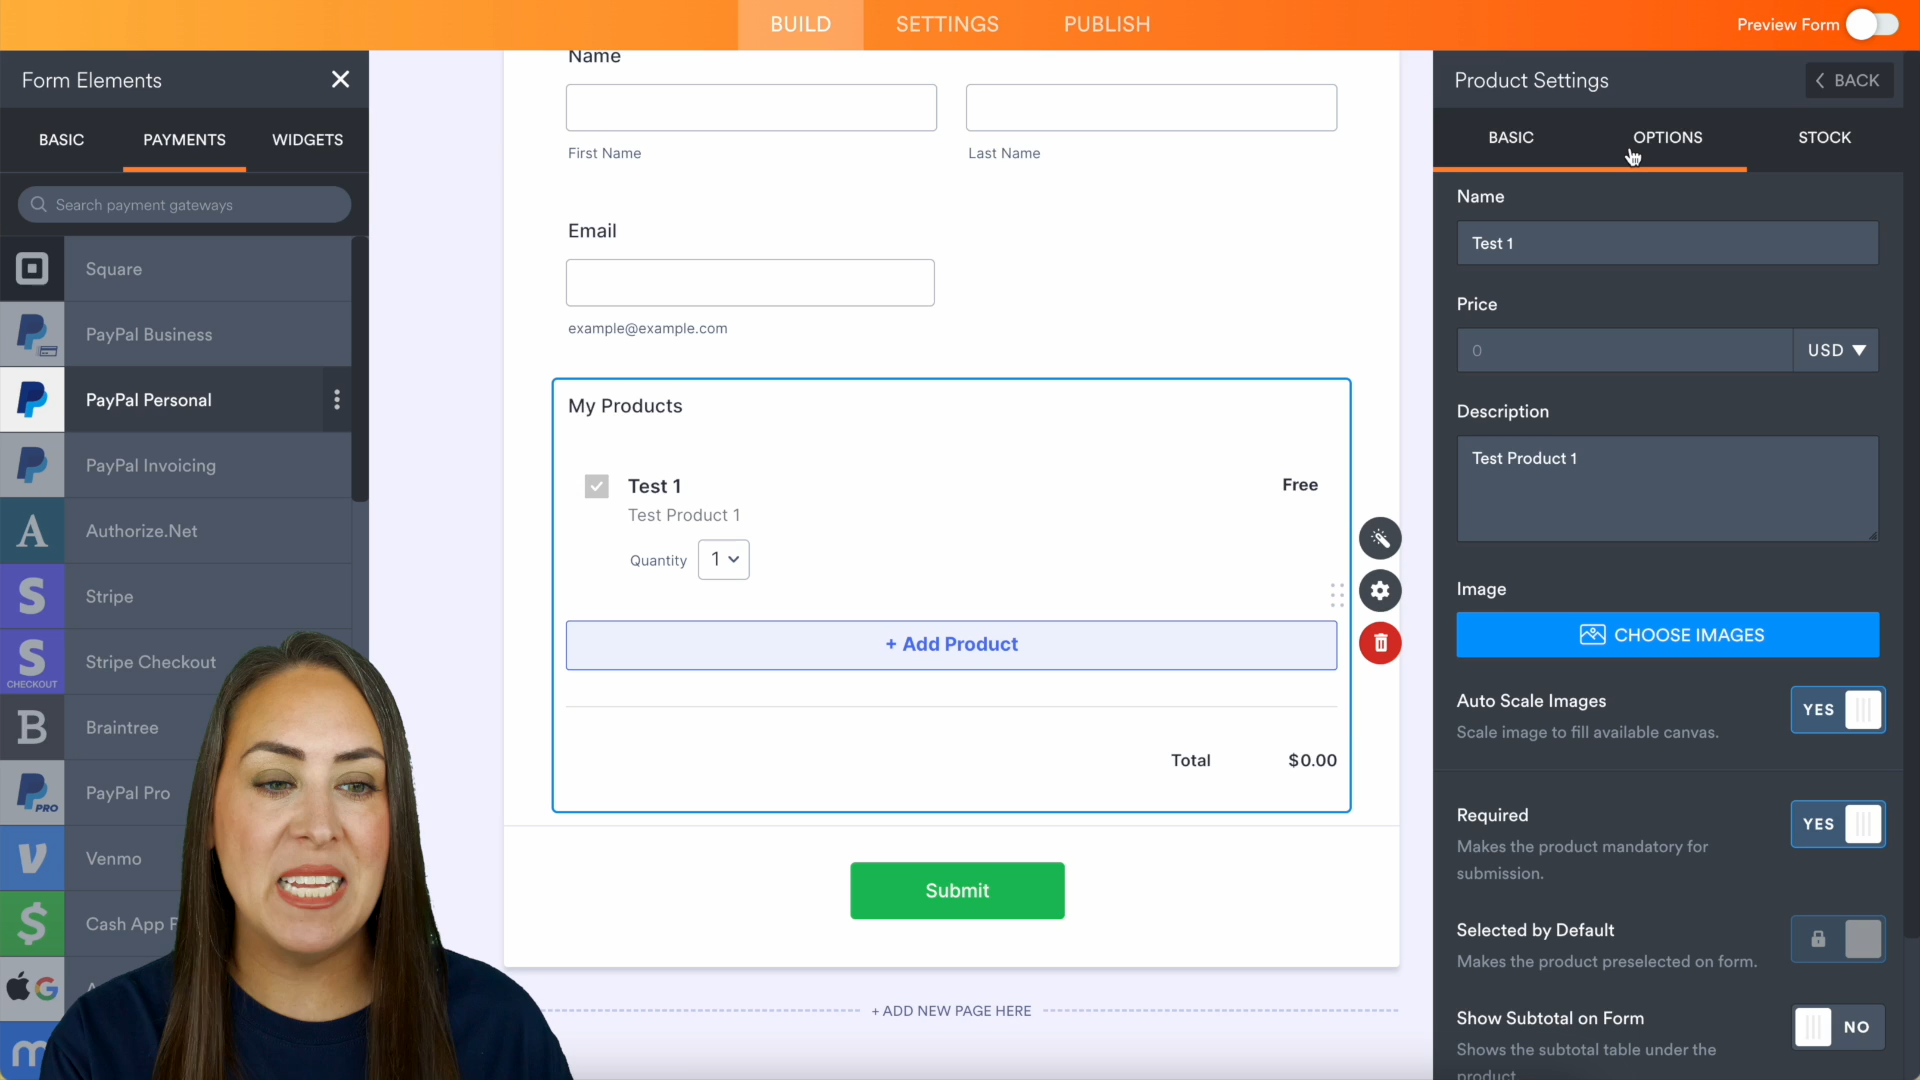 BUILD
SETTINGS
PUBLISH
Preview Form
Form Elements
BASIC
PAYMENTS
WIDGETS
Search payment gateways
Square
PayPal Business
PayPal Personal
PayPal Invoicing
A
Authorize.Net
S
Stripe
S
CHECKOUT
Stripe Checkout
B
Braintree
PRO
PayPal Pro
Venmo
$
Cash App
Name
First Name
Last Name
Email
example@example.com
My Products
Test 1
Free
Test Product 1
Quantity
1
+ Add Product
Total
$0.00
Submit
+ ADD NEW PAGE HERE
Product Settings
BACK
BASIC
OPTIONS
STOCK
Name
Test 1
Price
0
USD
Description
Test Product 1
Image
CHOOSE IMAGES
Auto Scale Images
YES
Scale image to fill available canvas.
Required
YES
Makes the product mandatory for
submission.
Selected by Default
Makes the product preselected on form.
Show Subtotal on Form
NO
Shows the subtotal table under the
product.